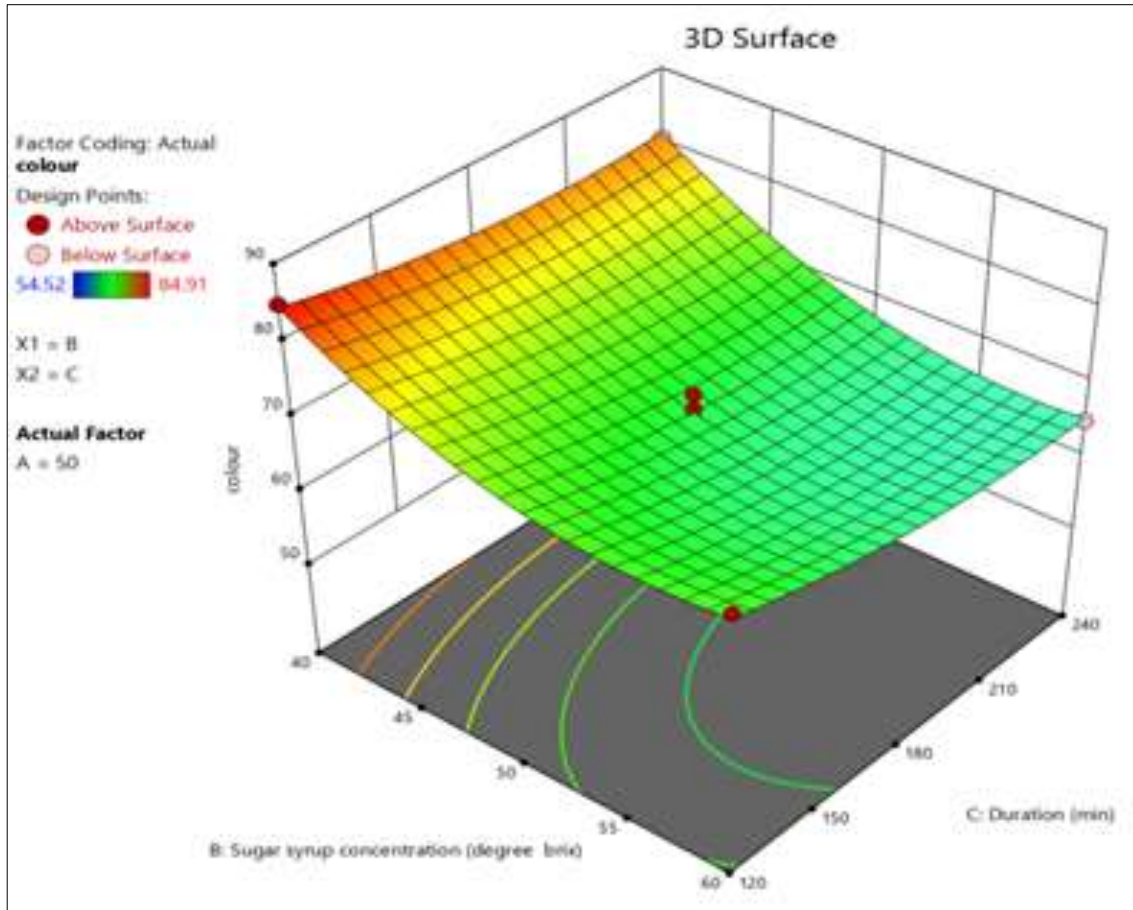 3D Surface
Factor Coding: Actual
colour
Design Points:
Above Surface
Below Surface
54.52 84.91
X1 = B
X2 = C
Actual Factor
A = 50
colour
90
80
70
60
50
40
45
50
55
60
B: Sugar syrup concentration (degree brix)
120
150
180
210
240
C: Duration (min)